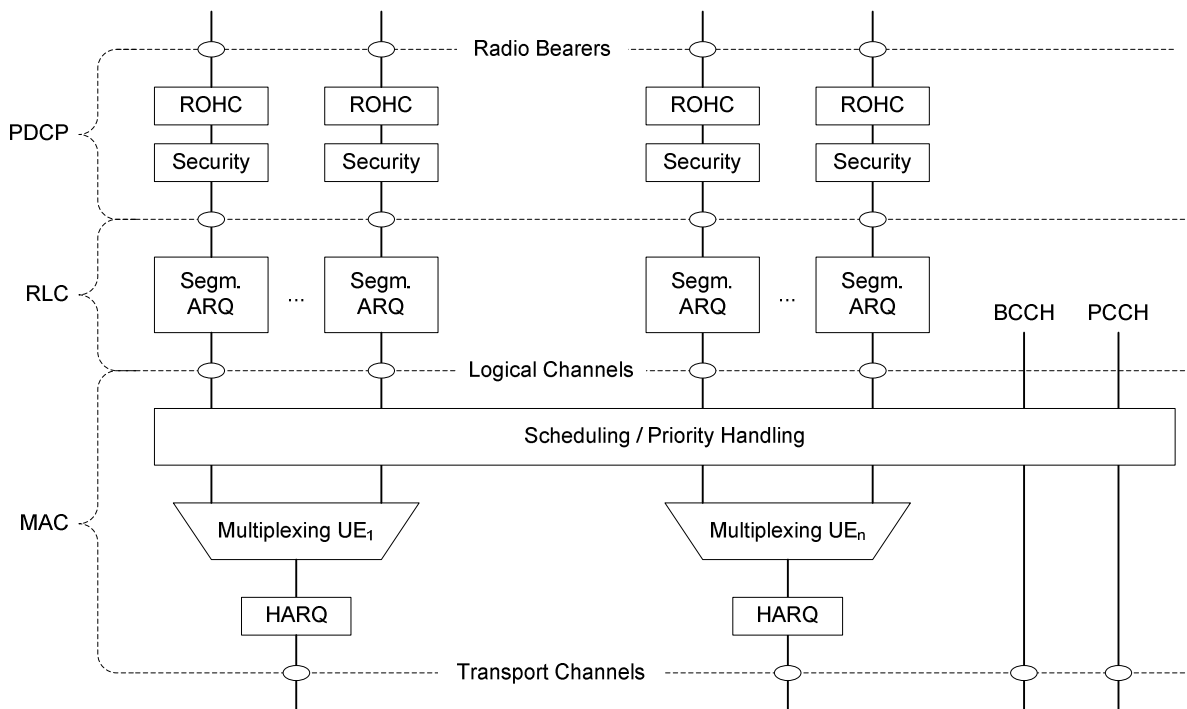 Radio Bearers
ROHC ROHC ROHC ROHC
PDCP
Security Security Security Security
Segm. ARQ ... Segm. ARQ Segm. ARQ ... Segm. ARQ
RLC
BCCH PCCH
Logical Channels
Scheduling / Priority Handling
MAC
Multiplexing UE₁ Multiplexing UEₙ
HARQ HARQ
Transport Channels